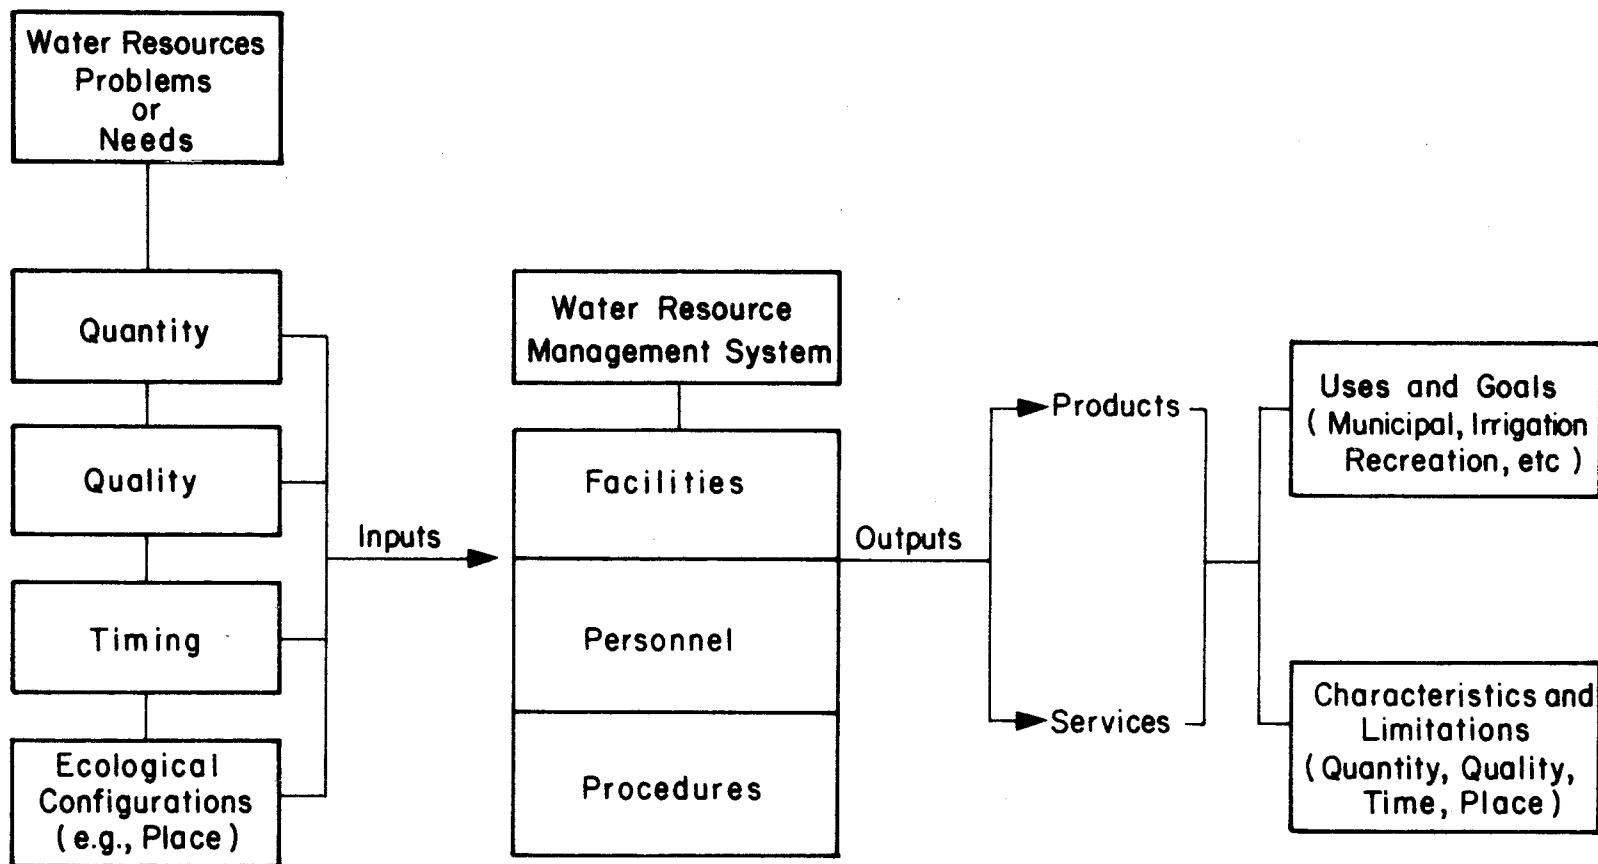 Water Resources
Problems
or
Needs
Quantity
Quality
Timing
Ecological
Configurations
(e.g., Place)
Inputs
Water Resource
Management System
Facilities
Personnel
Procedures
Outputs
Products
Services
Uses and Goals
( Municipal, Irrigation
Recreation, etc )
Characteristics and
Limitations
(Quantity, Quality,
Time, Place)